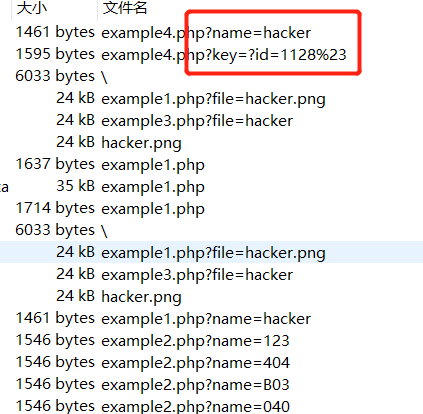 大小 文件名
1461 bytes example4.php?name=hacker
1595 bytes example4.php?key=?id=1128%23
6033 bytes \
24 kB example1.php?file=hacker.png
24 kB example3.php?file=hacker
24 kB hacker.png
1637 bytes example1.php
ta 35 kB example1.php
1714 bytes example1.php
6033 bytes \
24 kB example1.php?file=hacker.png
24 kB example3.php?file=hacker
24 kB hacker.png
1461 bytes example1.php?name=hacker
1546 bytes example2.php?name=123
1546 bytes example2.php?name=404
1546 bytes example2.php?name=B03
1546 bytes example2.php?name=040